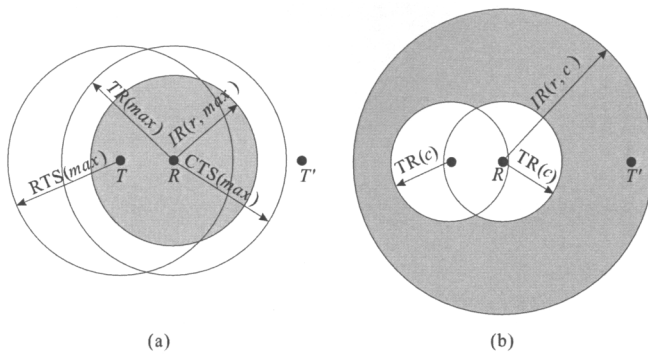 TR(max)
IR(r, max)
RTS(max)
T
R
CTS(max)
T'
(a)
IR(r, c)
TR(c)
R
TR(c)
T'
(b)